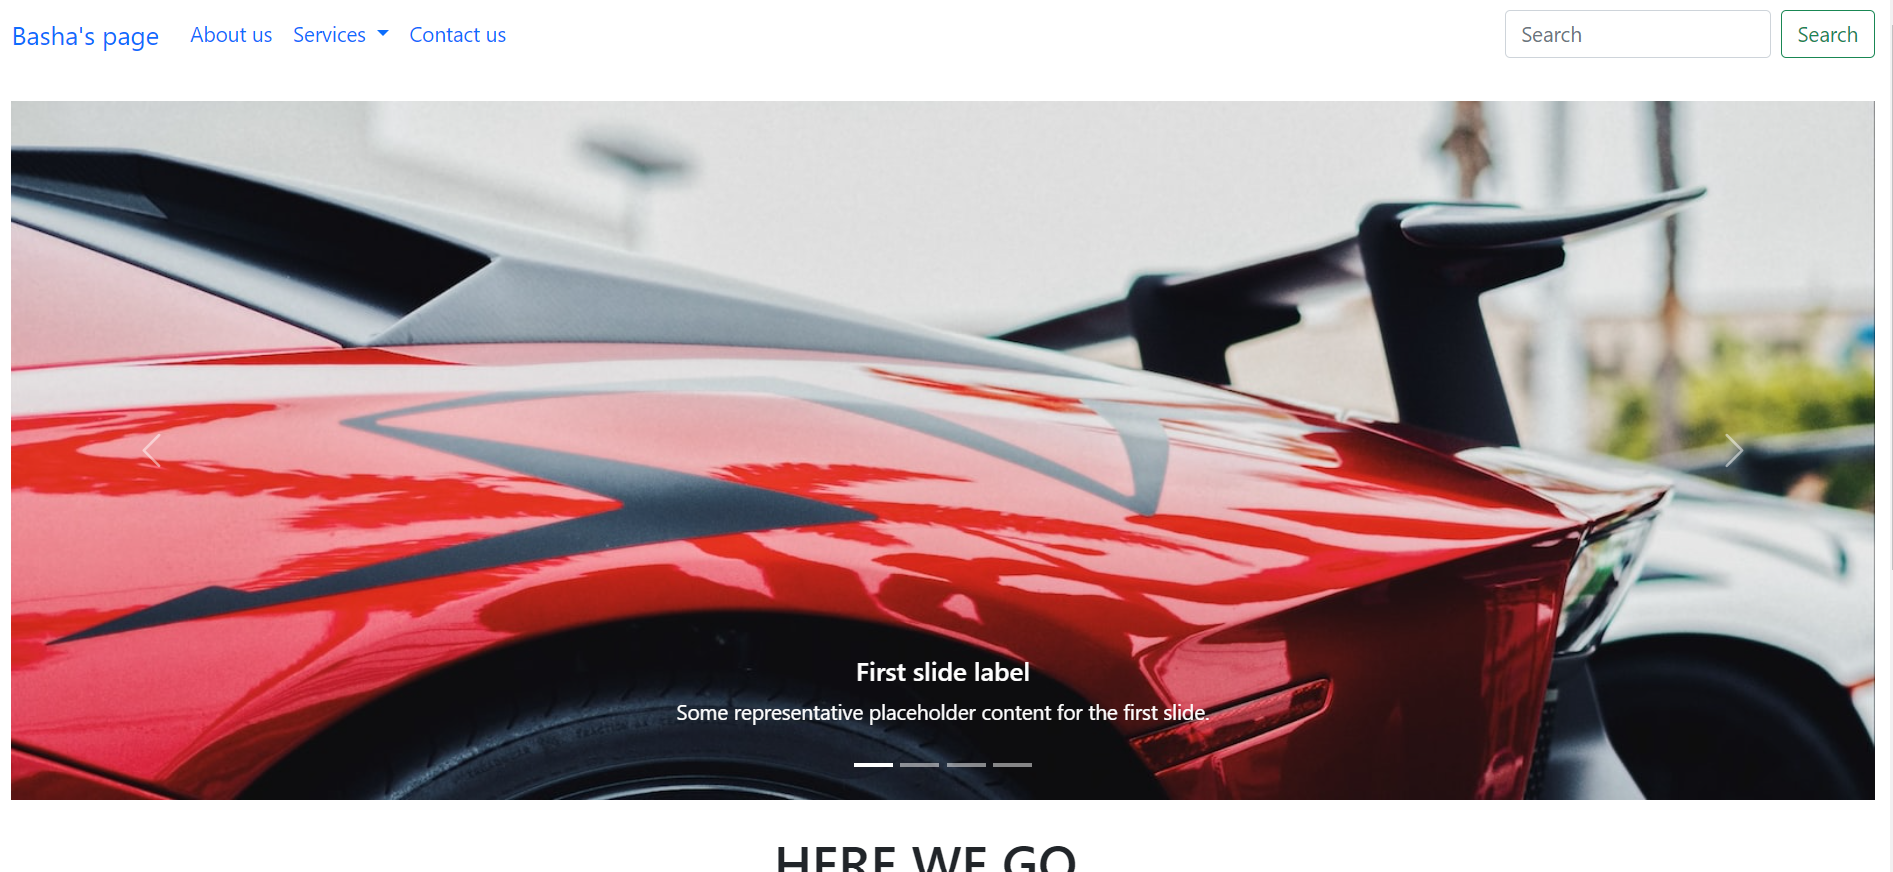 Basha's page About us Services Contact us Search Search
First slide label
Some representative placeholder content for the first slide.
HERE WE GO